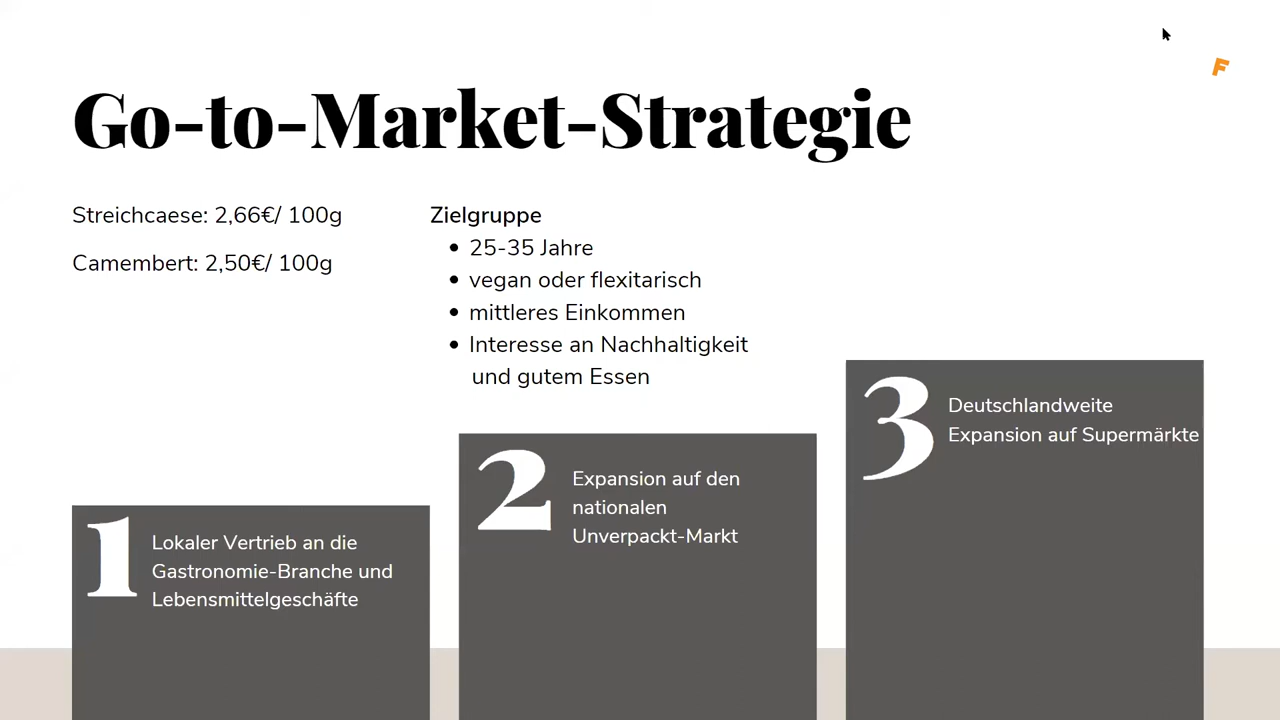 F
Go-to-Market-Strategie
Streichcaese: 2,66€/ 100g
Camembert: 2,50€/ 100g
Zielgruppe
• 25-35 Jahre
• vegan oder flexitarisch
• mittleres Einkommen
• Interesse an Nachhaltigkeit
und gutem Essen
1
Lokaler Vertrieb an die
Gastronomie-Branche und
Lebensmittelgeschäfte
2
Expansion auf den
nationalen
Unverpackt-Markt
3
Deutschlandweite
Expansion auf Supermärkte